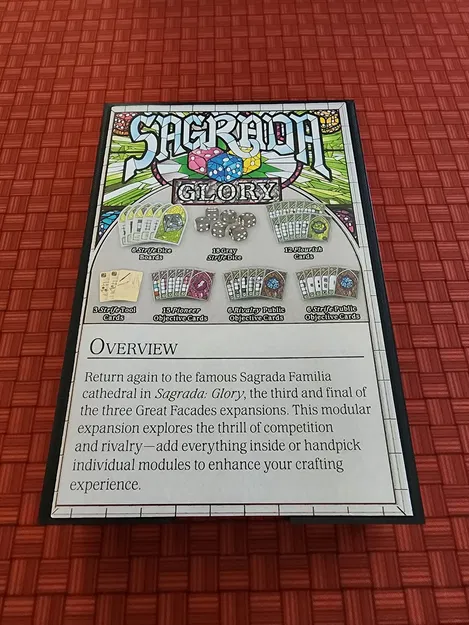 SAGRADA
GLORY
6 Strife Dice
Boards
18 Gray
Strife Dice
12 Flourish
Cards
3 Strife Tool
Cards
15 Pioneer
Objective Cards
6 Rivalry Public
Objective Cards
8 Strife Public
Objective Cards
OVERVIEW
Return again to the famous Sagrada Familia
cathedral in Sagrada: Glory, the third and final of
the three Great Facades expansions. This modular
expansion explores the thrill of competition
and rivalry—add everything inside or handpick
individual modules to enhance your crafting
experience.